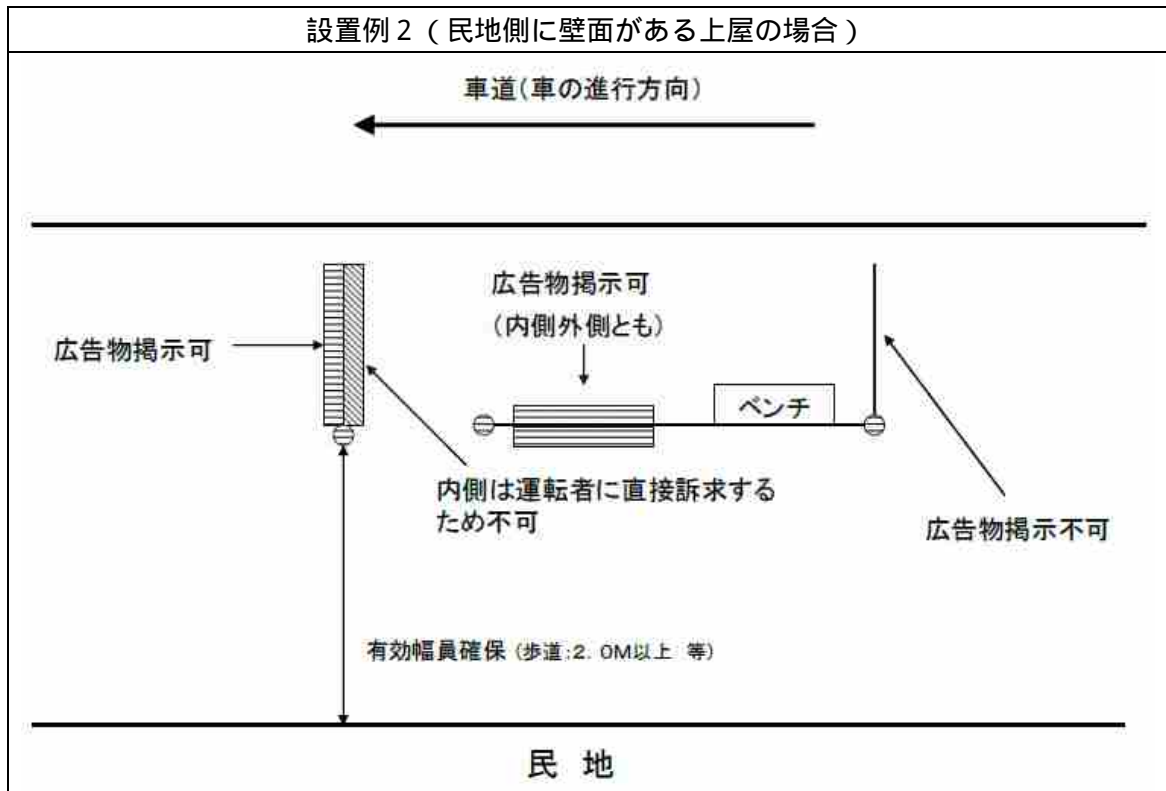 設置例２（民地側に壁面がある上屋の場合）
車道(車の進行方向)
広告物掲示可
（内側外側とも）
広告物掲示可
ベンチ
内側は運転者に直接訴求する
ため不可
広告物掲示不可
有効幅員確保 (歩道:2．0M以上 等)
民 地